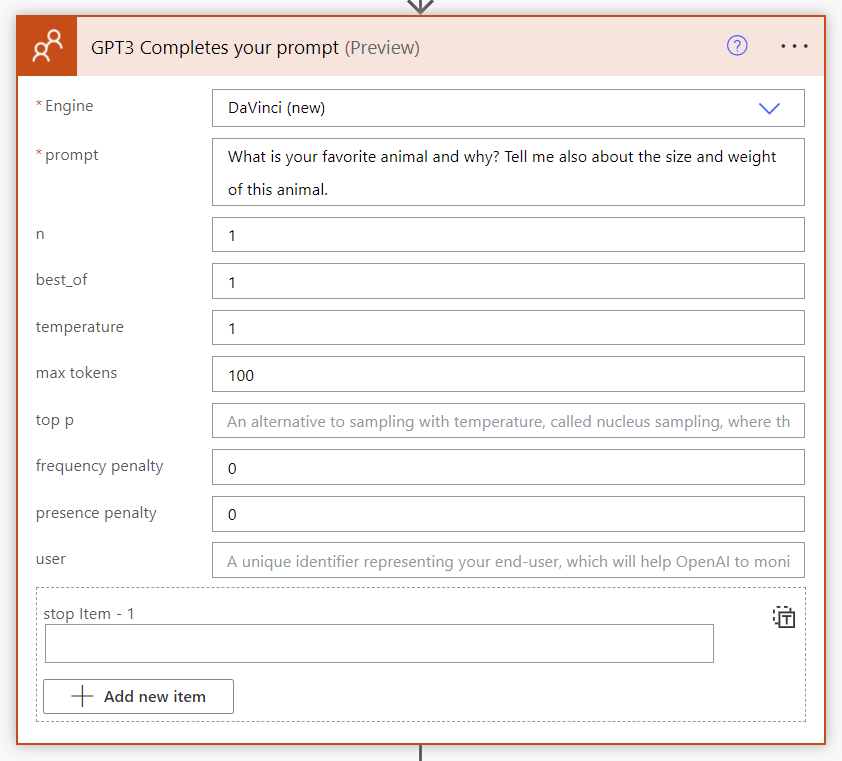 GPT3 Completes your prompt (Preview)
* Engine
DaVinci (new)
* prompt
What is your favorite animal and why? Tell me also about the size and weight
of this animal.
n
1
best_of
1
temperature
1
max tokens
100
top p
An alternative to sampling with temperature, called nucleus sampling, where th
frequency penalty
0
presence penalty
0
user
A unique identifier representing your end-user, which will help OpenAI to moni
stop Item - 1
Add new item